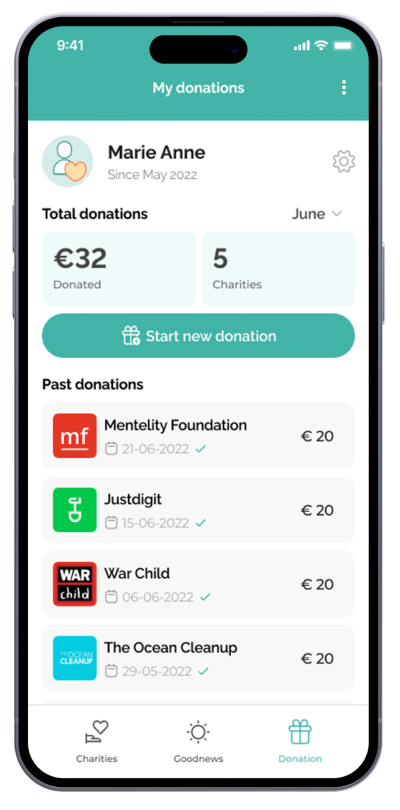 9:41
My donations
Marie Anne
Since May 2022
Total donations
June
€32
Donated
5
Charities
Start new donation
Past donations
mf
Mentelity Foundation
21-06-2022
€ 20
Justdigit
15-06-2022
€ 20
WAR
child
War Child
06-06-2022
€ 20
THE OCEAN
CLEANUP
The Ocean Cleanup
29-05-2022
€ 20
Charities
Goodnews
Donation